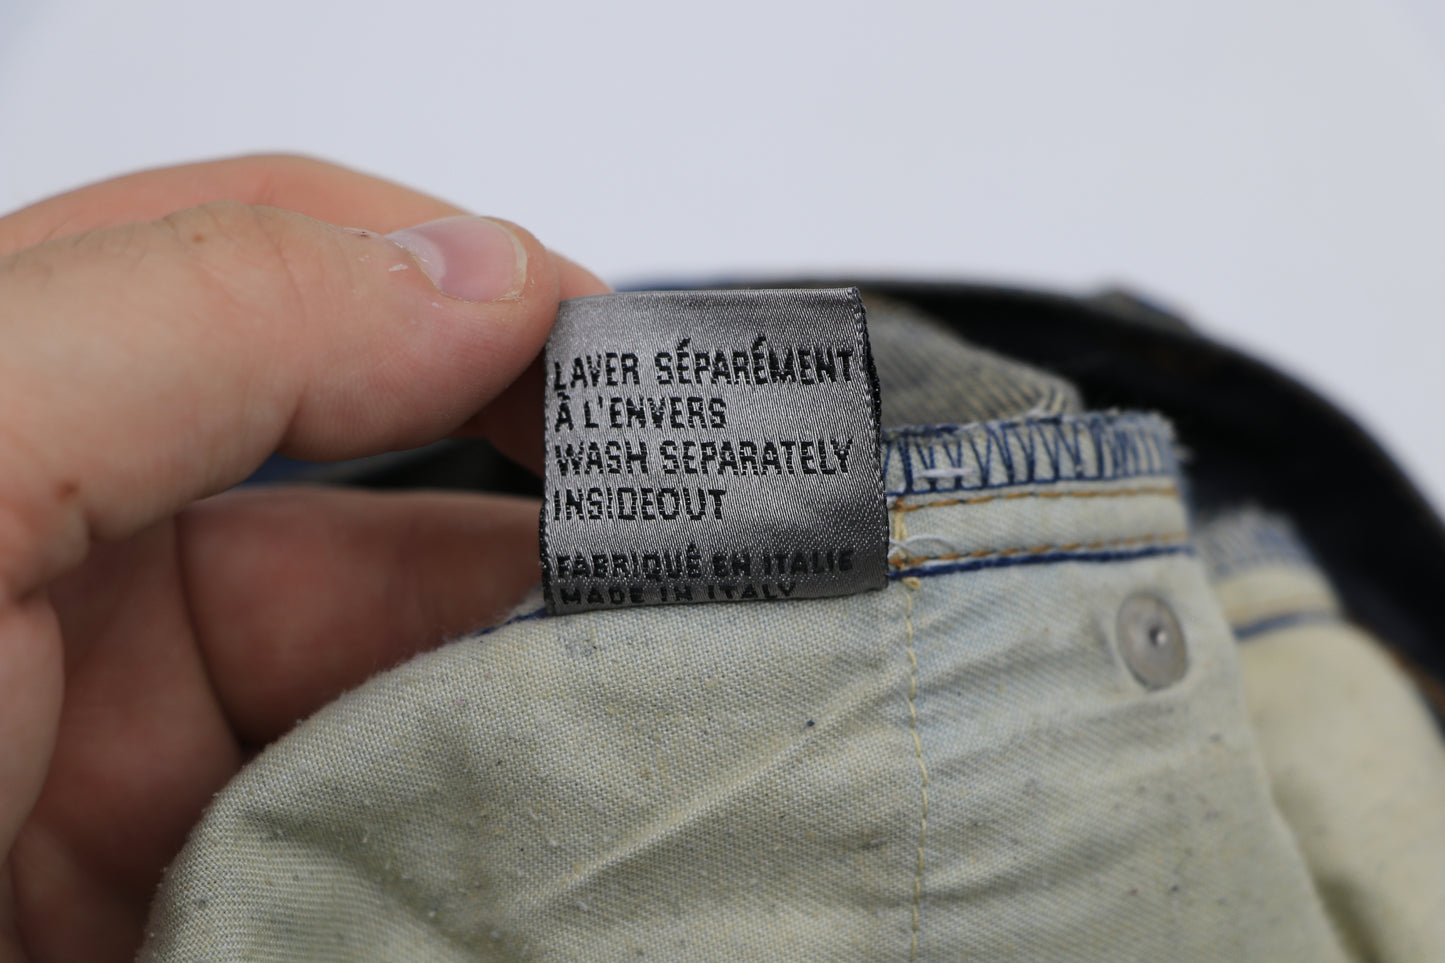 LAVER SÉPARÉMENT
À L'ENVERS
WASH SEPARATELY
INSIDEOUT
FABRIQUÉ EN ITALIE
MADE IN ITALY